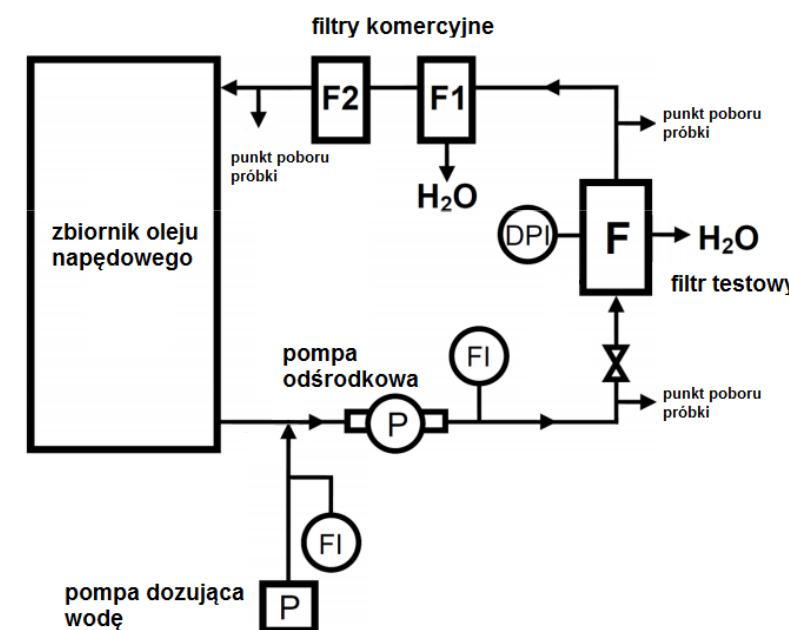 filtry komercyjne
F2
F1
punkt poboru
próbki
punkt poboru
próbki
H₂O
zbiornik oleju
napędowego
DPI
F
H₂O
filtr testowy
pompa
odśrodkowa
FI
P
punkt poboru
próbki
FI
pompa dozująca
wodę
P